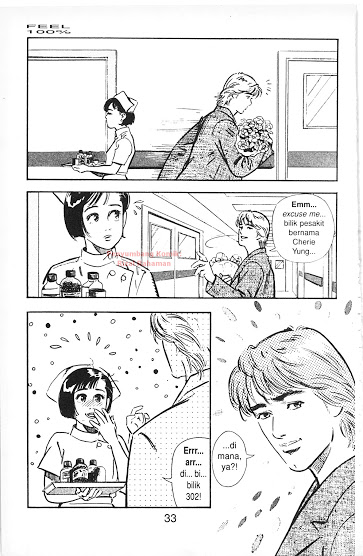 FEEL
100%
Emm...
excuse me...
bilik pesakit
bernama
Cherie
Yung...
Errr...
arr...
di... bi...
bilik
302!
...di
mana,
ya?!
33